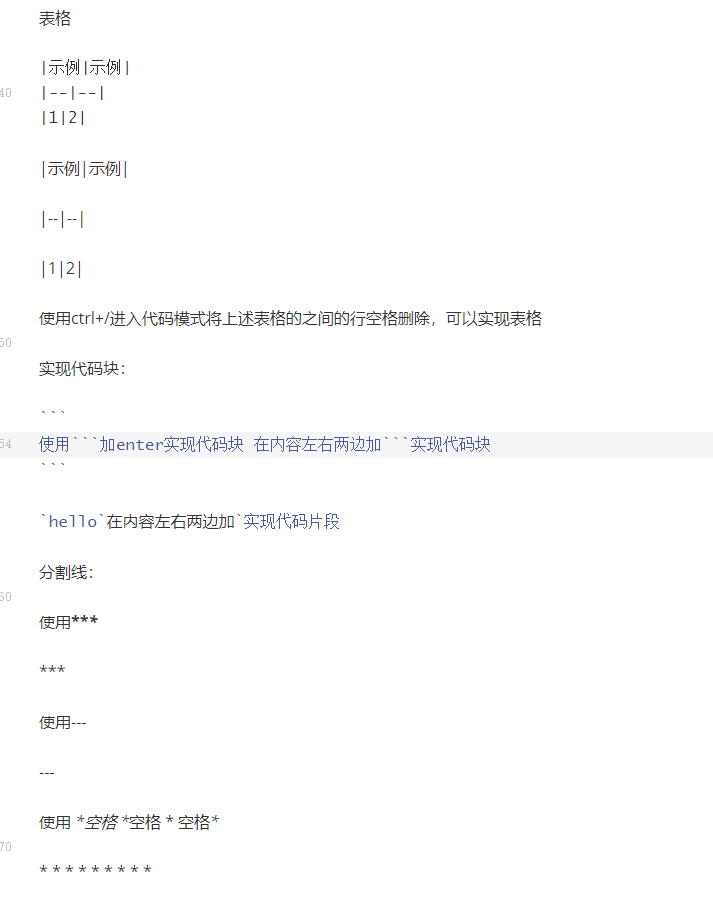 表格
|示例|示例|
40
|--|--|
|1|2|
|示例|示例|
|--|--|
|1|2|
使用ctrl+/进入代码模式将上述表格的之间的行空格删除，可以实现表格
50
实现代码块：
```
54
使用```加enter实现代码块 在内容左右两边加```实现代码块
```
`hello`在内容左右两边加`实现代码片段
分割线：
60
使用***
***
使用---
---
使用 *空格 *空格 * 空格*
70
* * * * * * * * *